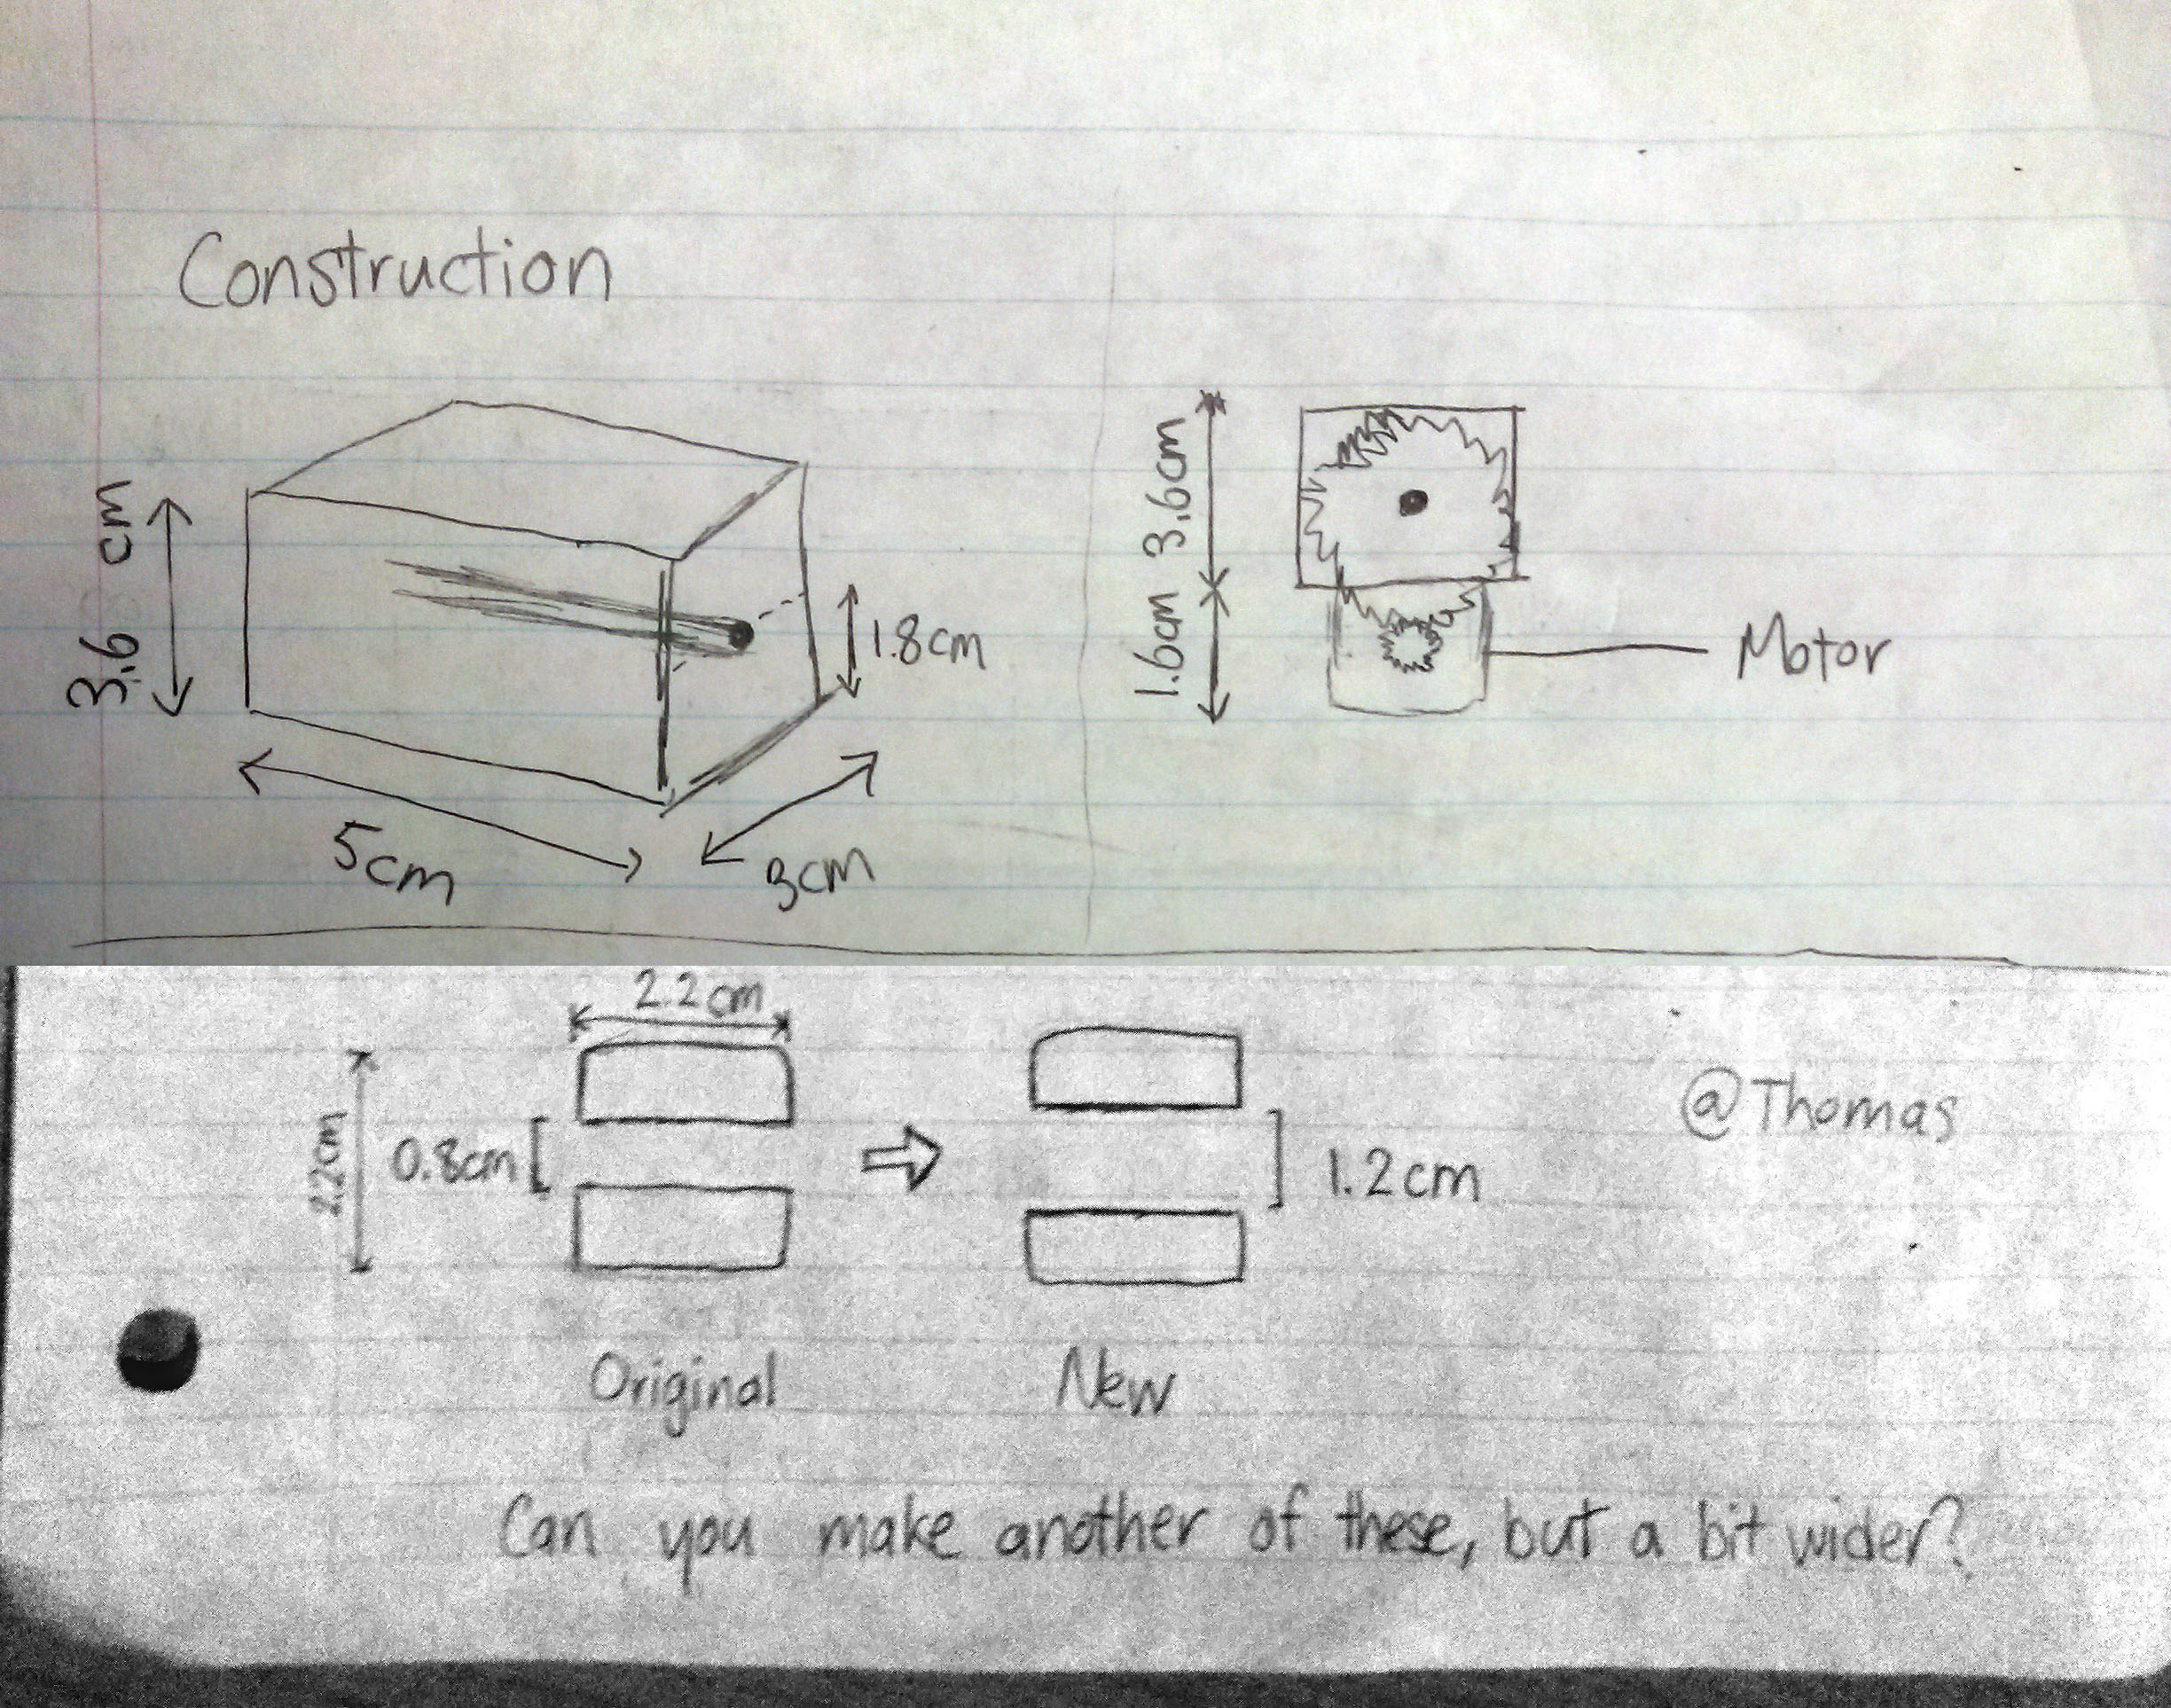 Construction
3.6 cm
1.8cm
5cm
3cm
3.6cm
1.6cm
Motor
2.2cm
2.2cm
0.8cm
1.2cm
@Thomas
Original
New
Can you make another of these, but a bit wider?